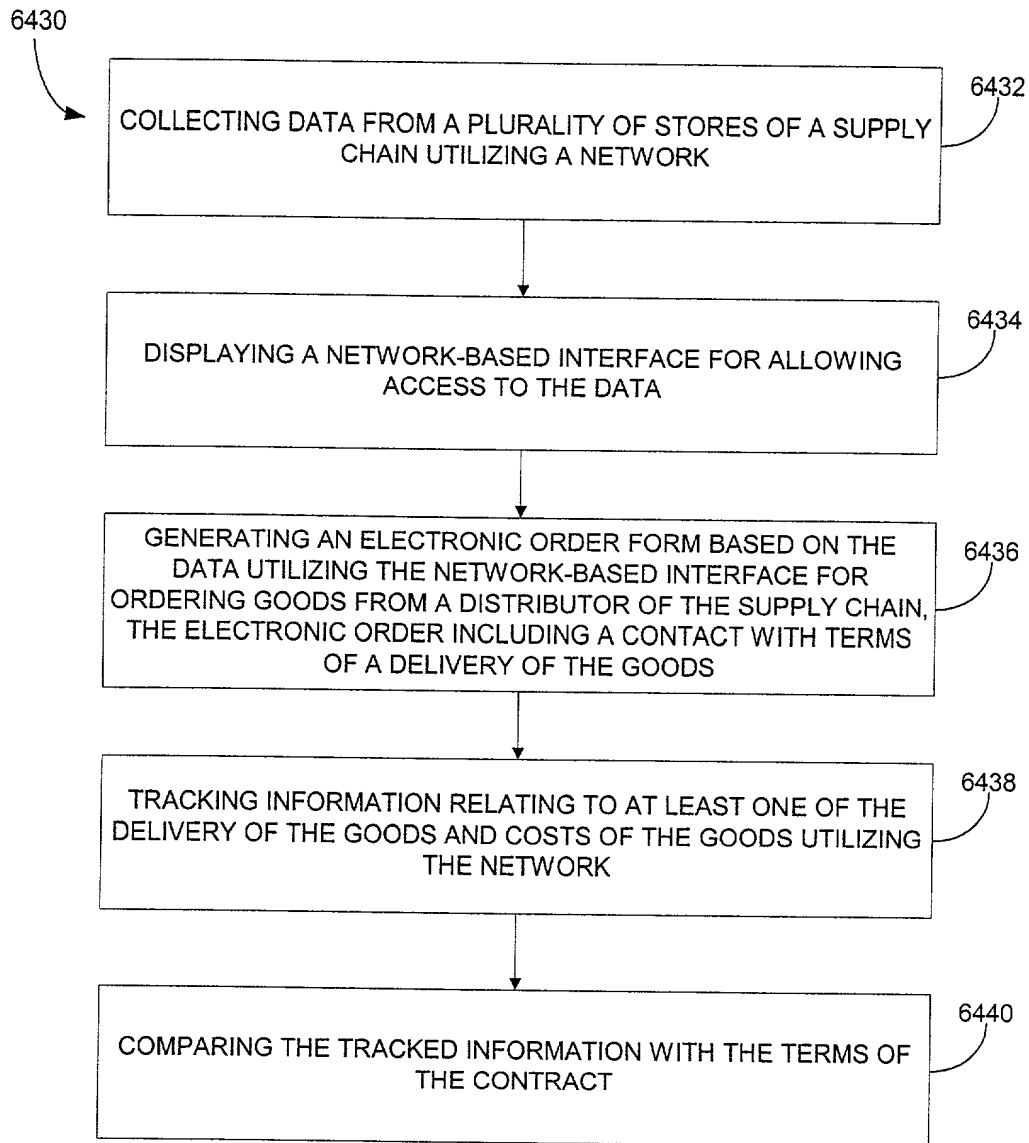 6430
6432
COLLECTING DATA FROM A PLURALITY OF STORES OF A SUPPLY
CHAIN UTILIZING A NETWORK
6434
DISPLAYING A NETWORK-BASED INTERFACE FOR ALLOWING
ACCESS TO THE DATA
GENERATING AN ELECTRONIC ORDER FORM BASED ON THE
6436
DATA UTILIZING THE NETWORK-BASED INTERFACE FOR
ORDERING GOODS FROM A DISTRIBUTOR OF THE SUPPLY CHAIN,
THE ELECTRONIC ORDER INCLUDING A CONTACT WITH TERMS
OF A DELIVERY OF THE GOODS
6438
TRACKING INFORMATION RELATING TO AT LEAST ONE OF THE
DELIVERY OF THE GOODS AND COSTS OF THE GOODS UTILIZING
THE NETWORK
6440
COMPARING THE TRACKED INFORMATION WITH THE TERMS OF
THE CONTRACT